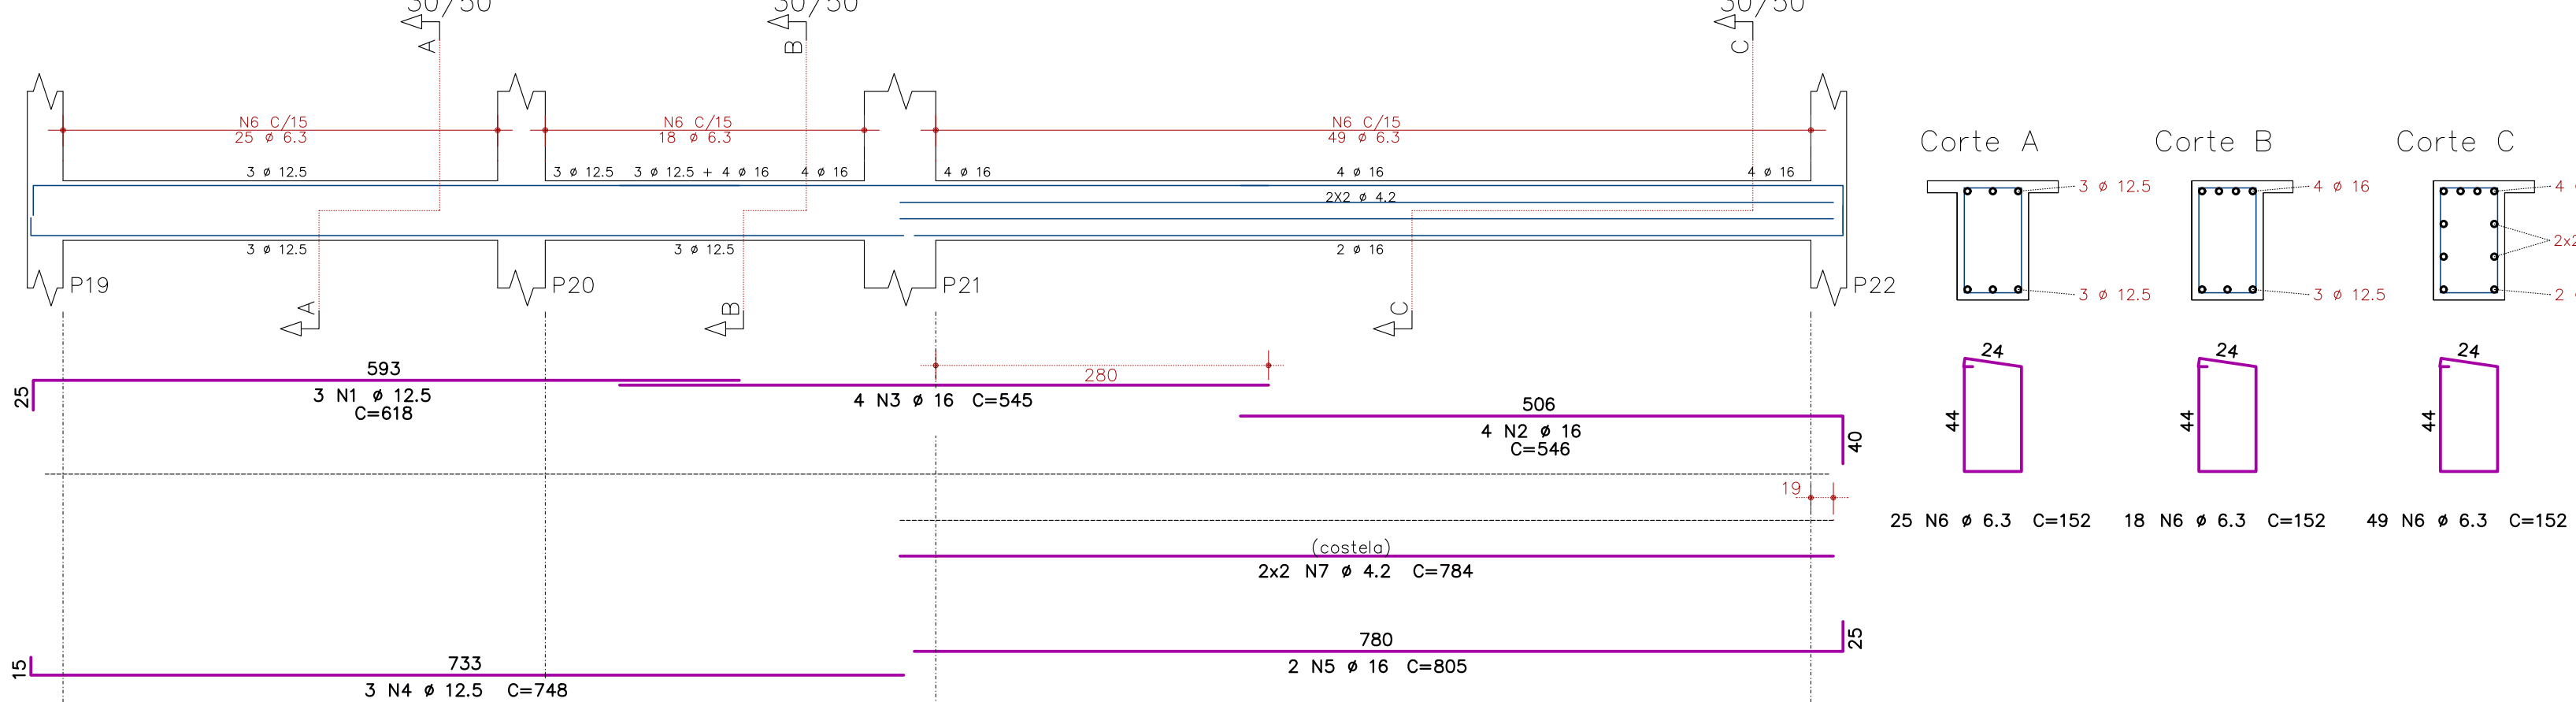 30/50
30/50
30/50
A
B
C
N6 C/15
25 ø 6.3
N6 C/15
18 ø 6.3
N6 C/15
49 ø 6.3
Corte A
Corte B
Corte C
3 ø 12.5
3 ø 12.5
3 ø 12.5 + 4 ø 16
4 ø 16
4 ø 16
4 ø 16
4 ø 16
2X2 ø 4.2
3 ø 12.5
4 ø 16
4
2x2
3 ø 12.5
3 ø 12.5
2 ø 16
3 ø 12.5
3 ø 12.5
2
P19
P20
P21
P22
A
B
C
24
24
24
44
44
44
25
593
3 N1 ø 12.5
C=618
280
4 N3 ø 16 C=545
506
4 N2 ø 16
C=546
40
19
25 N6 ø 6.3 C=152
18 N6 ø 6.3 C=152
49 N6 ø 6.3 C=152
(costela)
2x2 N7 ø 4.2 C=784
780
2 N5 ø 16 C=805
25
15
733
3 N4 ø 12.5 C=748